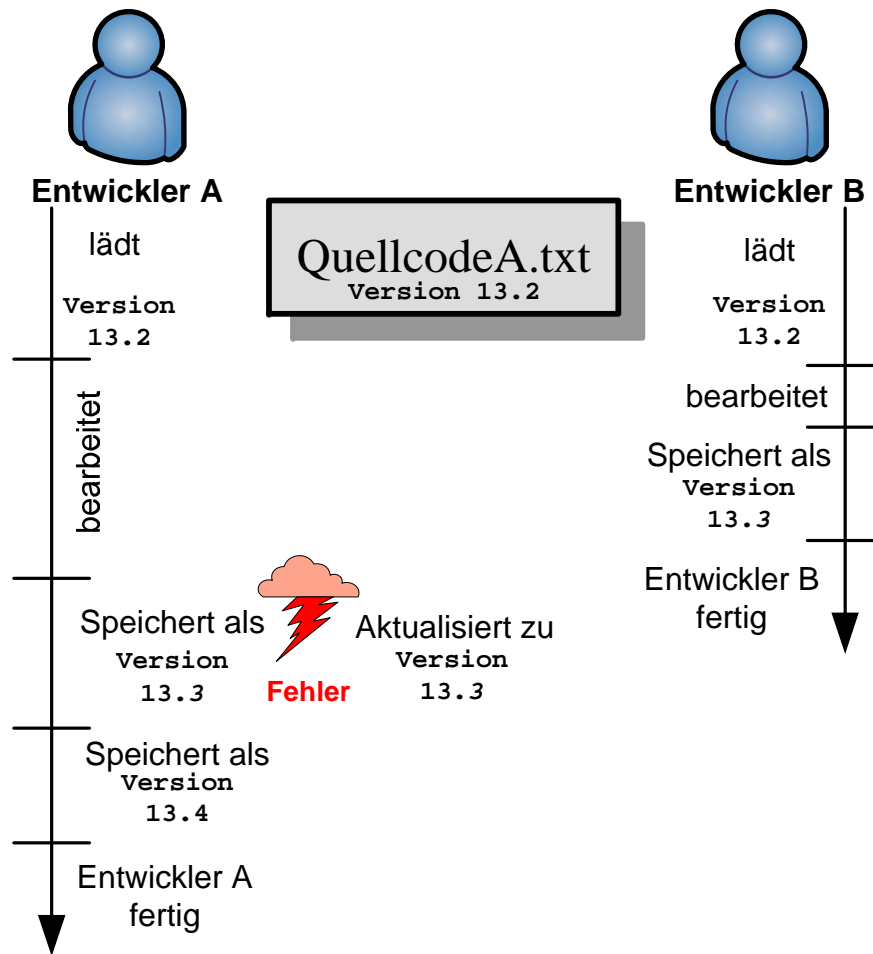 Entwickler A
lädt
Version
13.2
bearbeitet
Speichert als
Version
13.3
Fehler
Aktualisiert zu
Version
13.3
Speichert als
Version
13.4
Entwickler A
fertig
QuellcodeA.txt
Version 13.2
Entwickler B
lädt
Version
13.2
bearbeitet
Speichert als
Version
13.3
Entwickler B
fertig